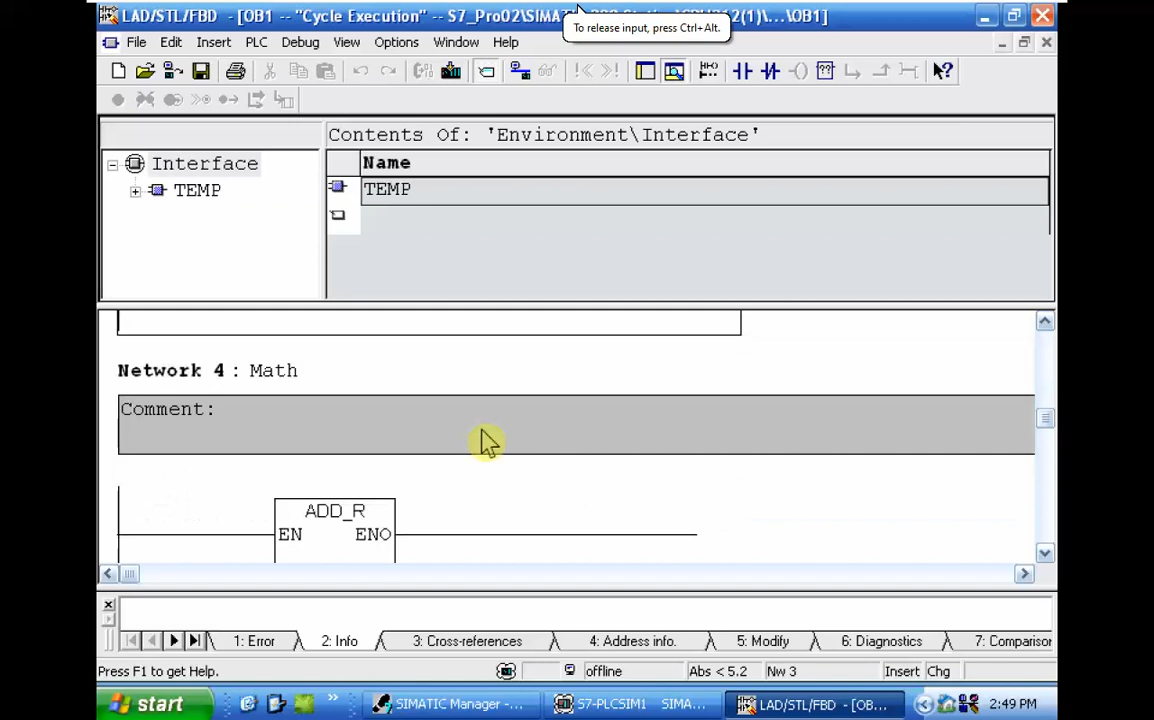 LAD/STL/FBD - [OB1 -- "Cycle Execution" -- S7_Pro02\SIMA \...\OB1]
To release input, press Ctrl+Alt.
File Edit Insert PLC Debug View Options Window Help
Contents Of: 'Environment\Interface'
Interface
Name
TEMP
TEMP
Network 4 : Math
Comment:
ADD_R
EN ENO
1: Error 2: Info 3: Cross-references 4: Address info. 5: Modify 6: Diagnostics 7: Comparisor
Press F1 to get Help. offline Abs < 5.2 Nw 3 Insert Chg
start SIMATIC Manager -... S7-PLCSIM1 SIMA... LAD/STL/FBD - [OB... 2:49 PM